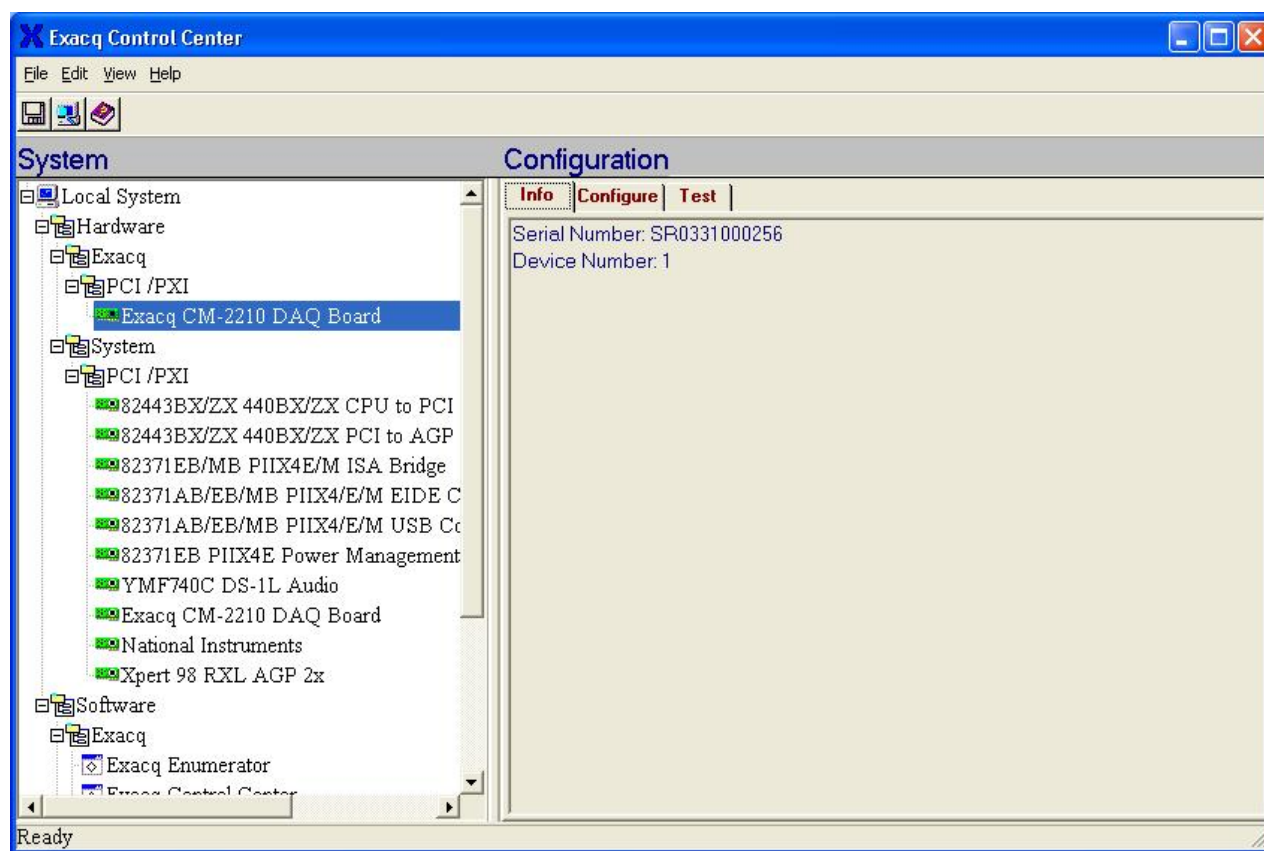 Exacq Control Center
File Edit View Help
System
Configuration
Local System
Hardware
Exacq
PCI /PXI
Exacq CM-2210 DAQ Board
System
PCI /PXI
82443BX/ZX 440BX/ZX CPU to PCI
82443BX/ZX 440BX/ZX PCI to AGP
82371EB/MB PIIX4E/M ISA Bridge
82371AB/EB/MB PIIX4/E/M EIDE C
82371AB/EB/MB PIIX4/E/M USB Co
82371EB PIIX4E Power Management
YMF740C DS-1L Audio
Exacq CM-2210 DAQ Board
National Instruments
Xpert 98 RXL AGP 2x
Software
Exacq
Exacq Enumerator
Exacq Control Center
Info Configure Test
Serial Number: SR0331000256
Device Number: 1
Ready